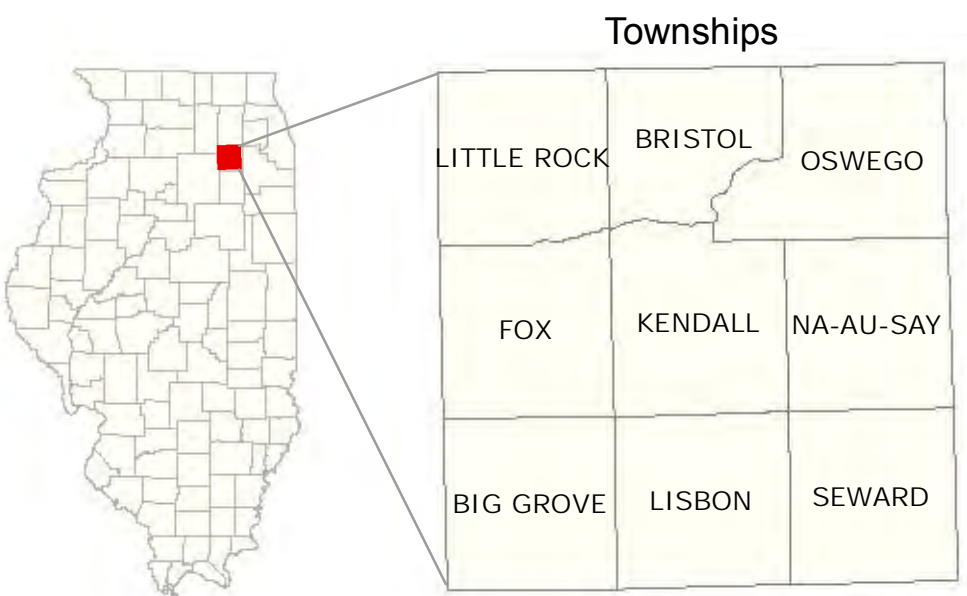 Townships
LITTLE ROCK
BRISTOL
OSWEGO
FOX
KENDALL
NA-AU-SAY
BIG GROVE
LISBON
SEWARD